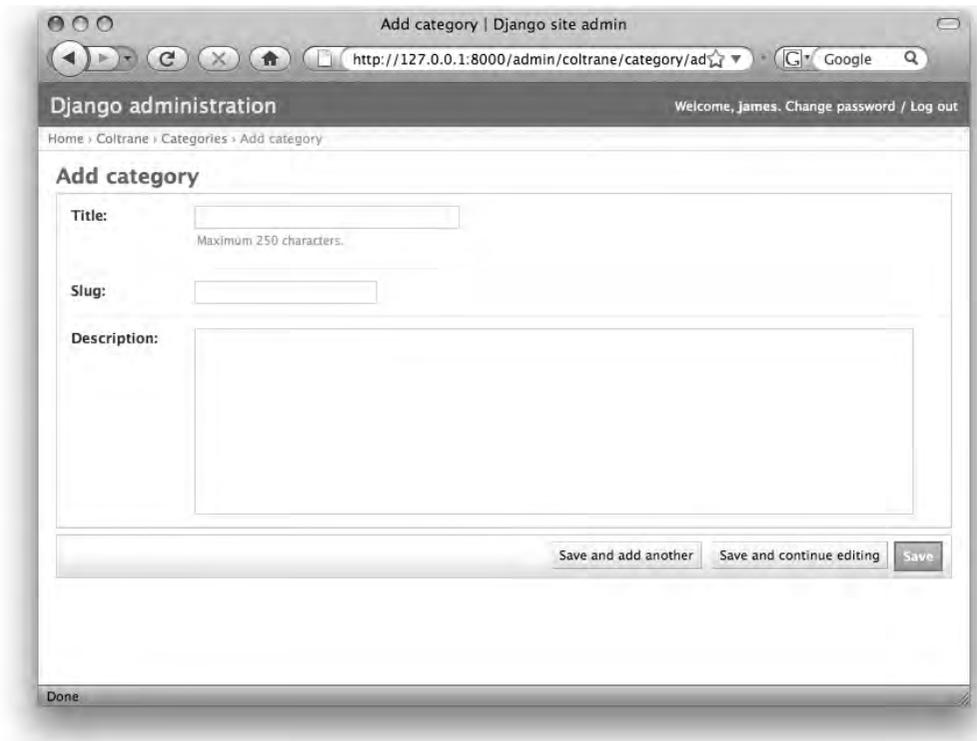 Add category | Django site admin
http://127.0.0.1:8000/admin/coltrane/category/ad
G Google
Django administration
Welcome, james. Change password / Log out
Home › Coltrane › Categories › Add category
Add category
Title:
Maximum 250 characters.
Slug:
Description:
Save and add another
Save and continue editing
Save
Done